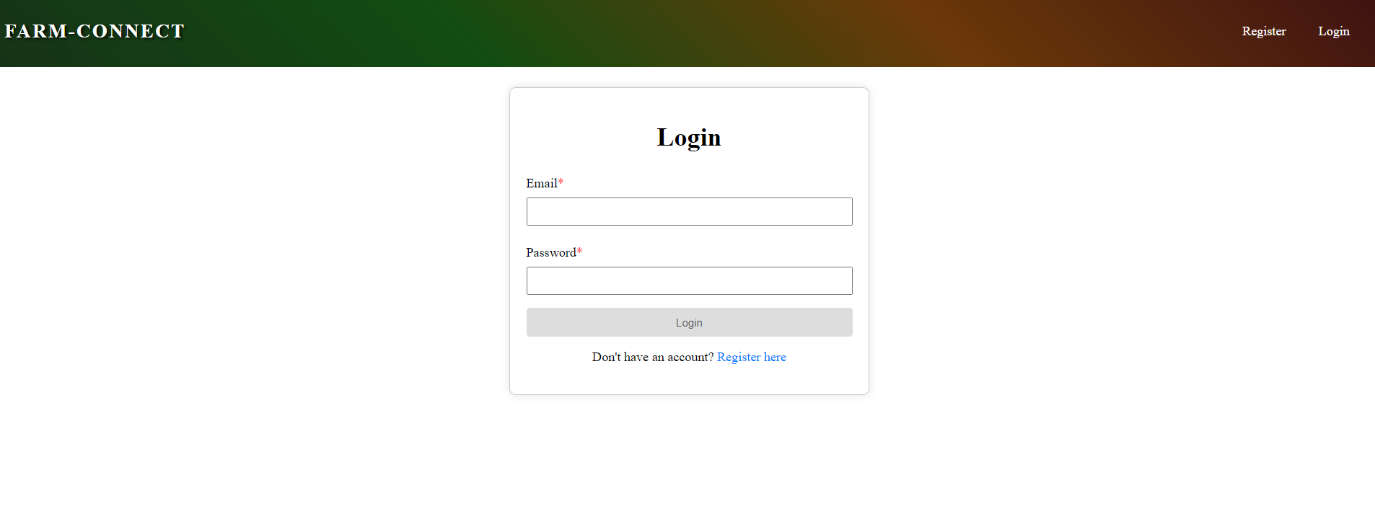 FARM-CONNECT
Register
Login
Login
Email*
Password*
Login
Don't have an account? Register here